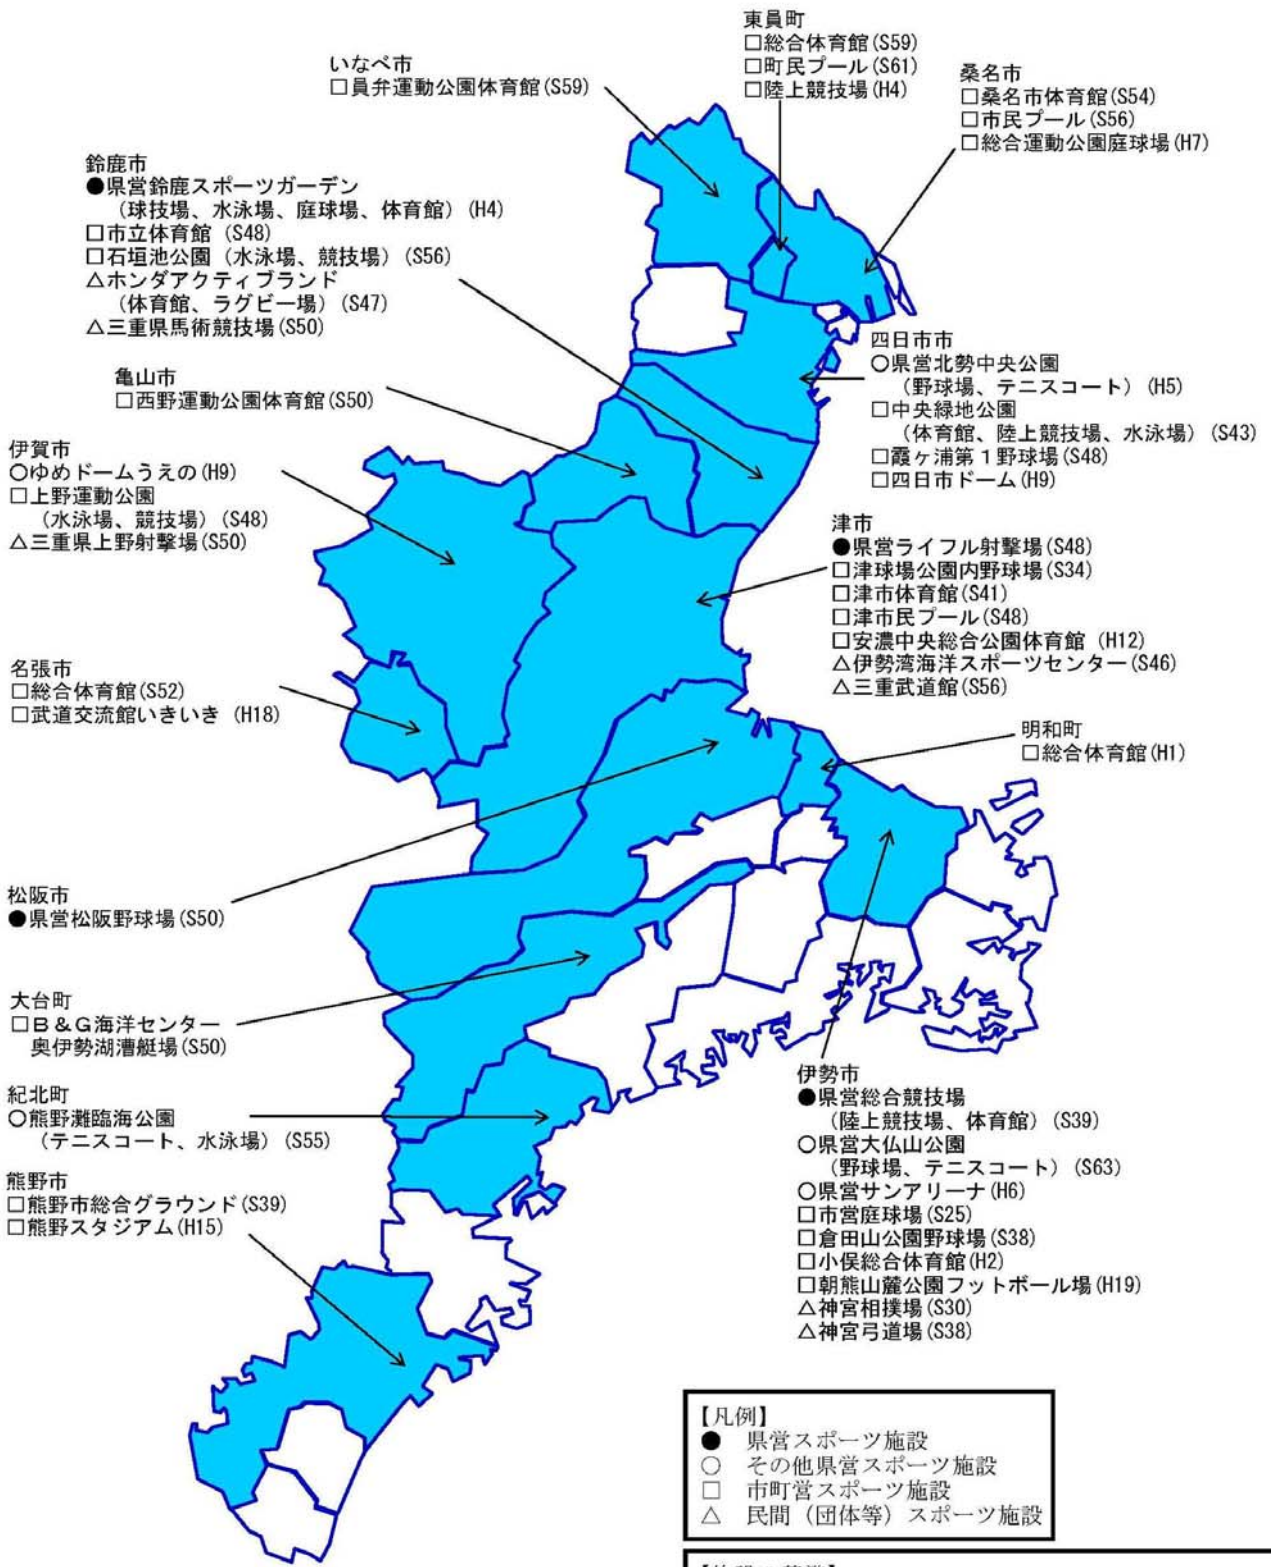 東員町
□総合体育館(S59)
□町民プール(S61)
□陸上競技場(H4)
いなべ市
□員弁運動公園体育館(S59)
桑名市
□桑名市体育館(S54)
□市民プール(S56)
□総合運動公園庭球場(H7)
鈴鹿市
●県営鈴鹿スポーツガーデン
(球技場、水泳場、庭球場、体育館)(H4)
□市立体育館(S48)
□石垣池公園(水泳場、競技場)(S56)
△ホンダアクティブランド
(体育館、ラグビー場)(S47)
△三重県馬術競技場(S50)
四日市市
○県営北勢中央公園
(野球場、テニスコート)(H5)
□中央緑地公園
(体育館、陸上競技場、水泳場)(S43)
□霞ヶ浦第1野球場(S48)
□四日市ドーム(H9)
亀山市
□西野運動公園体育館(S50)
伊賀市
○ゆめドームうえの(H9)
□上野運動公園
(水泳場、競技場)(S48)
△三重県上野射撃場(S50)
津市
●県営ライフル射撃場(S48)
□津球場公園内野球場(S34)
□津市体育館(S41)
□津市民プール(S48)
□安濃中央総合公園体育館(H12)
△伊勢湾海洋スポーツセンター(S46)
△三重武道館(S56)
名張市
□総合体育館(S52)
□武道交流館いきいき(H18)
明和町
□総合体育館(H1)
松阪市
●県営松阪野球場(S50)
大台町
□B&G海洋センター
奥伊勢湖漕艇場(S50)
紀北町
○熊野灘臨海公園
(テニスコート、水泳場)(S55)
熊野市
□熊野市総合グラウンド(S39)
□熊野スタジアム(H15)
伊勢市
●県営総合競技場
(陸上競技場、体育館)(S39)
○県営大仏山公園
(野球場、テニスコート)(S63)
○県営サンアリーナ(H6)
□市営庭球場(S25)
□倉田山公園野球場(S38)
□小俣総合体育館(H2)
□朝熊山麓公園フットボール場(H19)
△神宮相撲場(S30)
△神宮弓道場(S38)
【凡例】
● 県営スポーツ施設
○ その他県営スポーツ施設
□ 市町営スポーツ施設
△ 民間(団体等)スポーツ施設